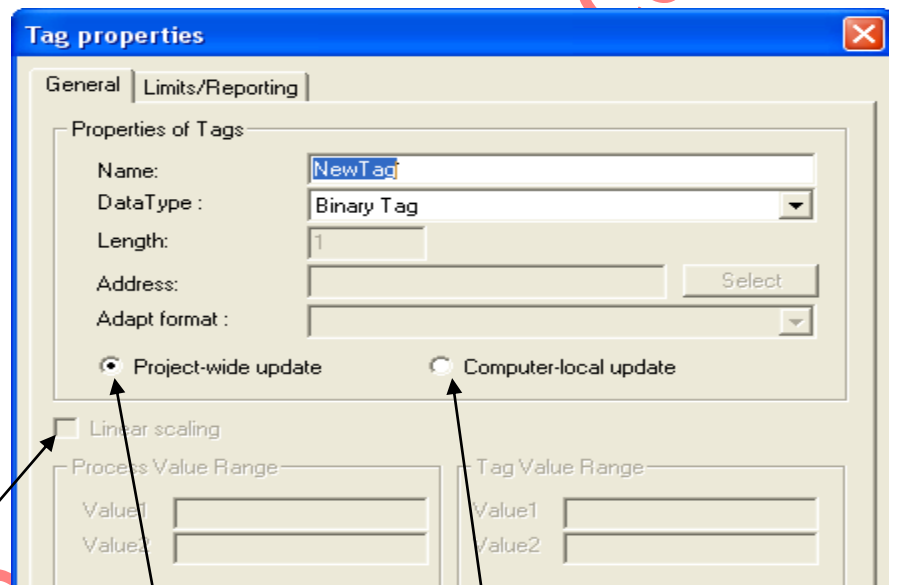 Tag properties
General Limits/Reporting
Properties of Tags
Name: NewTag
DataType : Binary Tag
Length: 1
Address: Select
Adapt format :
Project-wide update Computer-local update
Linear scaling
Process Value Range Tag Value Range
Value1 Value1
Value2 Value2